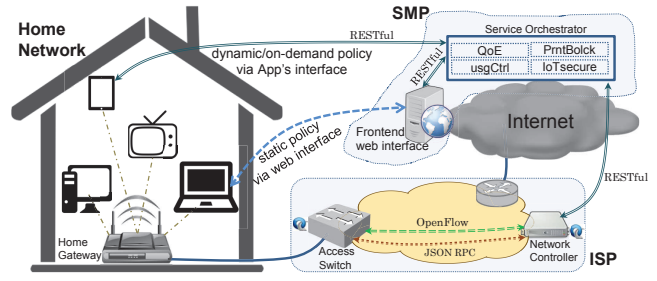 Home
Network
SMP
RESTful
Service Orchestrator
QoE
PrntBolck
usgCtrl
IoTsecure
dynamic/on-demand policy
via App's interface
RESTful
static policy
via web interface
Frontend
web interface
Internet
RESTful
OpenFlow
JSON RPC
Home
Gateway
Access
Switch
Network
Controller
ISP